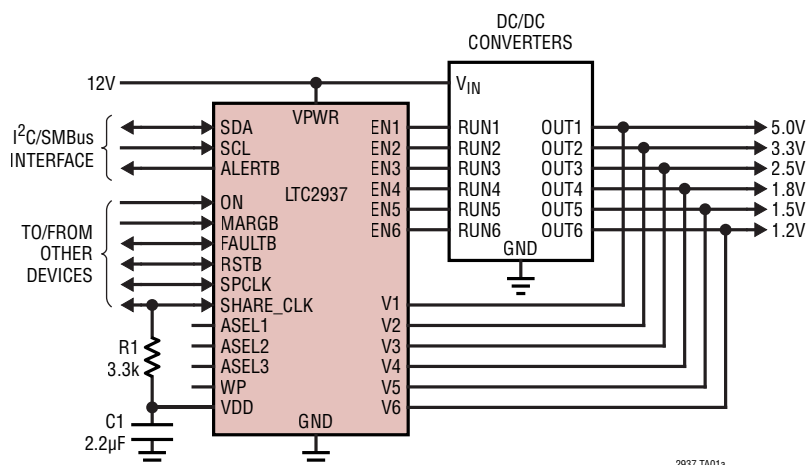 DC/DC
CONVERTERS
12V
VIN
I2C/SMBus
INTERFACE
TO/FROM
OTHER
DEVICES
VPWR
SDA
SCL
ALERTB
ON
MARGB
FAULTB
RSTB
SPCLK
SHARE_CLK
ASEL1
ASEL2
ASEL3
WP
VDD
LTC2937
GND
EN1
EN2
EN3
EN4
EN5
EN6
V1
V2
V3
V4
V5
V6
RUN1
RUN2
RUN3
RUN4
RUN5
RUN6
OUT1
OUT2
OUT3
OUT4
OUT5
OUT6
GND
5.0V
3.3V
2.5V
1.8V
1.5V
1.2V
R1
3.3k
C1
2.2µF
2937 TA01a